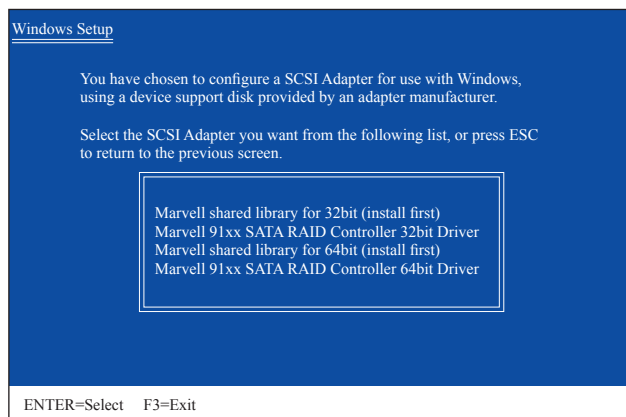 Windows Setup
You have chosen to configure a SCSI Adapter for use with Windows,
using a device support disk provided by an adapter manufacturer.
Select the SCSI Adapter you want from the following list, or press ESC
to return to the previous screen.
Marvell shared library for 32bit (install first)
Marvell 91xx SATA RAID Controller 32bit Driver
Marvell shared library for 64bit (install first)
Marvell 91xx SATA RAID Controller 64bit Driver
ENTER=Select F3=Exit